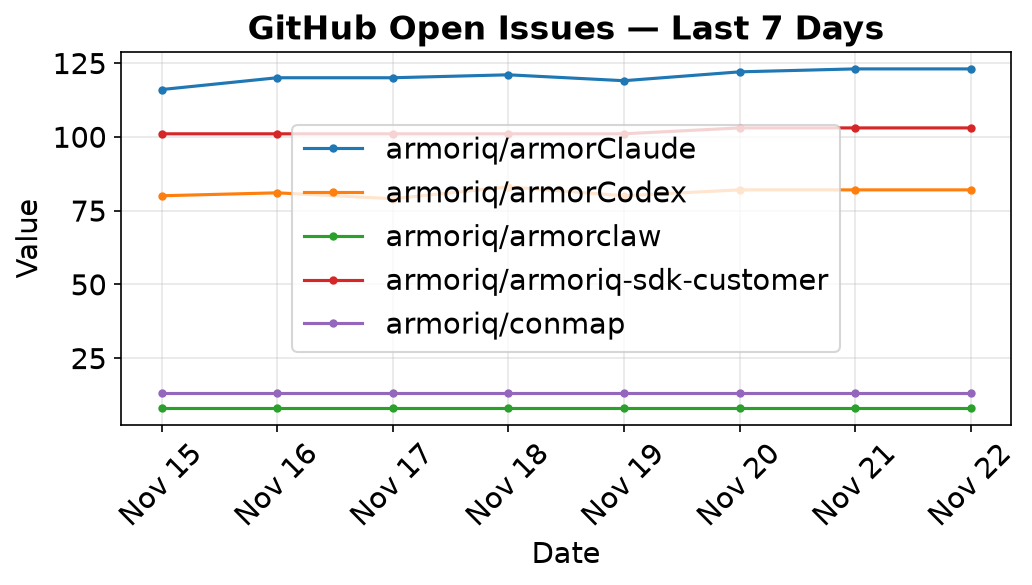 GitHub Open Issues — Last 7 Days
Value
125
100
75
50
25
armoriq/armorClaude
armoriq/armorCodex
armoriq/armorclaw
armoriq/armoriq-sdk-customer
armoriq/conmap
Nov 15
Nov 16
Nov 17
Nov 18
Nov 19
Nov 20
Nov 21
Nov 22
Date